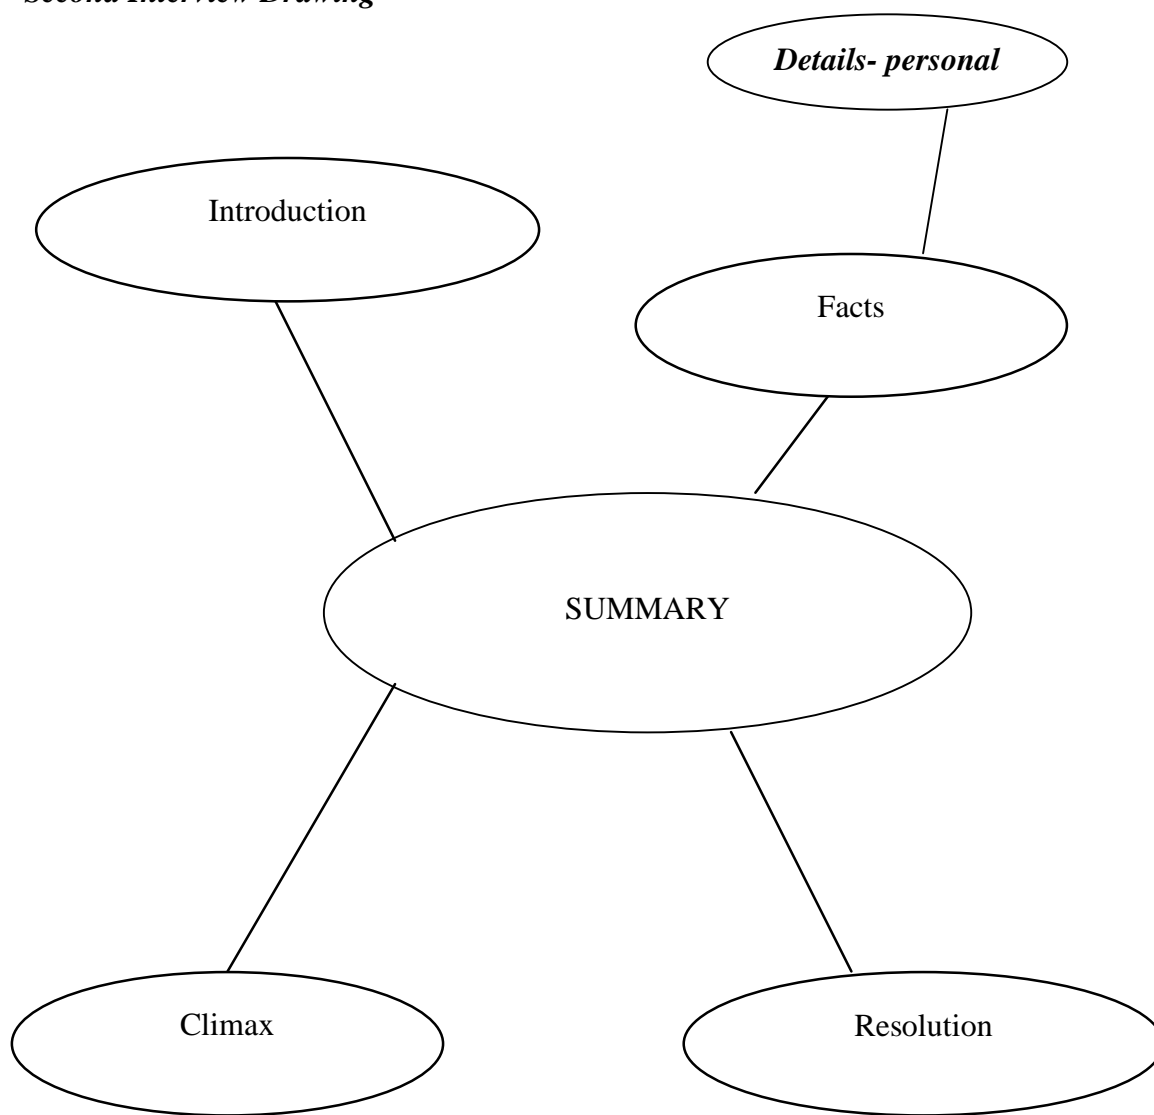 Second Interview Drawing
Details- personal
Introduction
Facts
SUMMARY
Climax
Resolution